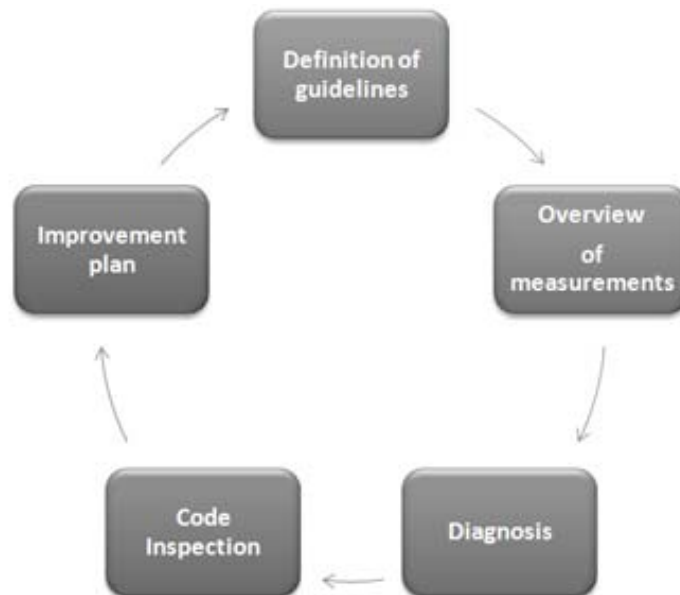 Definition of
guidelines
Overview
of
measurements
Diagnosis
Code
Inspection
Improvement
plan